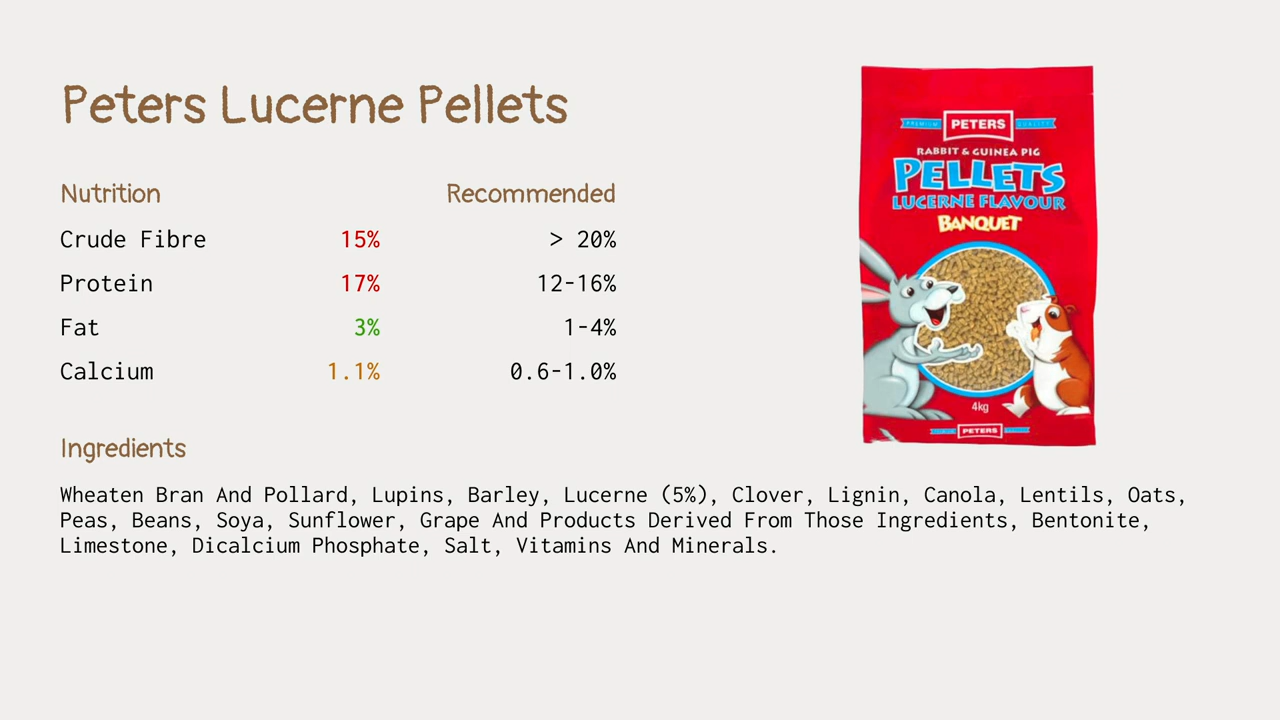 Peters Lucerne Pellets
Nutrition Recommended
Crude Fibre 15% > 20%
Protein 17% 12-16%
Fat 3% 1-4%
Calcium 1.1% 0.6-1.0%
Ingredients
Wheaten Bran And Pollard, Lupins, Barley, Lucerne (5%), Clover, Lignin, Canola, Lentils, Oats,
Peas, Beans, Soya, Sunflower, Grape And Products Derived From Those Ingredients, Bentonite,
Limestone, Dicalcium Phosphate, Salt, Vitamins And Minerals.
PREMIUM PETERS QUALITY
RABBIT & GUINEA PIG
PELLETS
LUCERNE FLAVOUR
BANQUET
4kg
PETERS